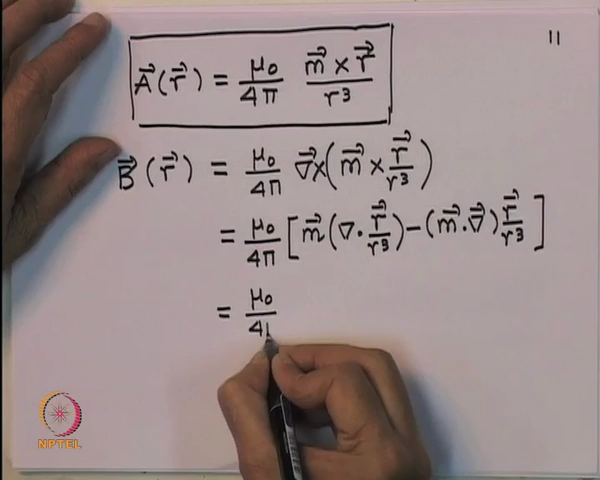 11
A⃗(r⃗) = μ₀/4π (m⃗ × r⃗)/r³
B⃗(r⃗) = μ₀/4π ∇⃗×(m⃗ × r⃗/r³)
= μ₀/4π [m⃗(∇·r⃗/r³) − (m⃗·∇⃗)r⃗/r³]
= μ₀/4
NPTEL